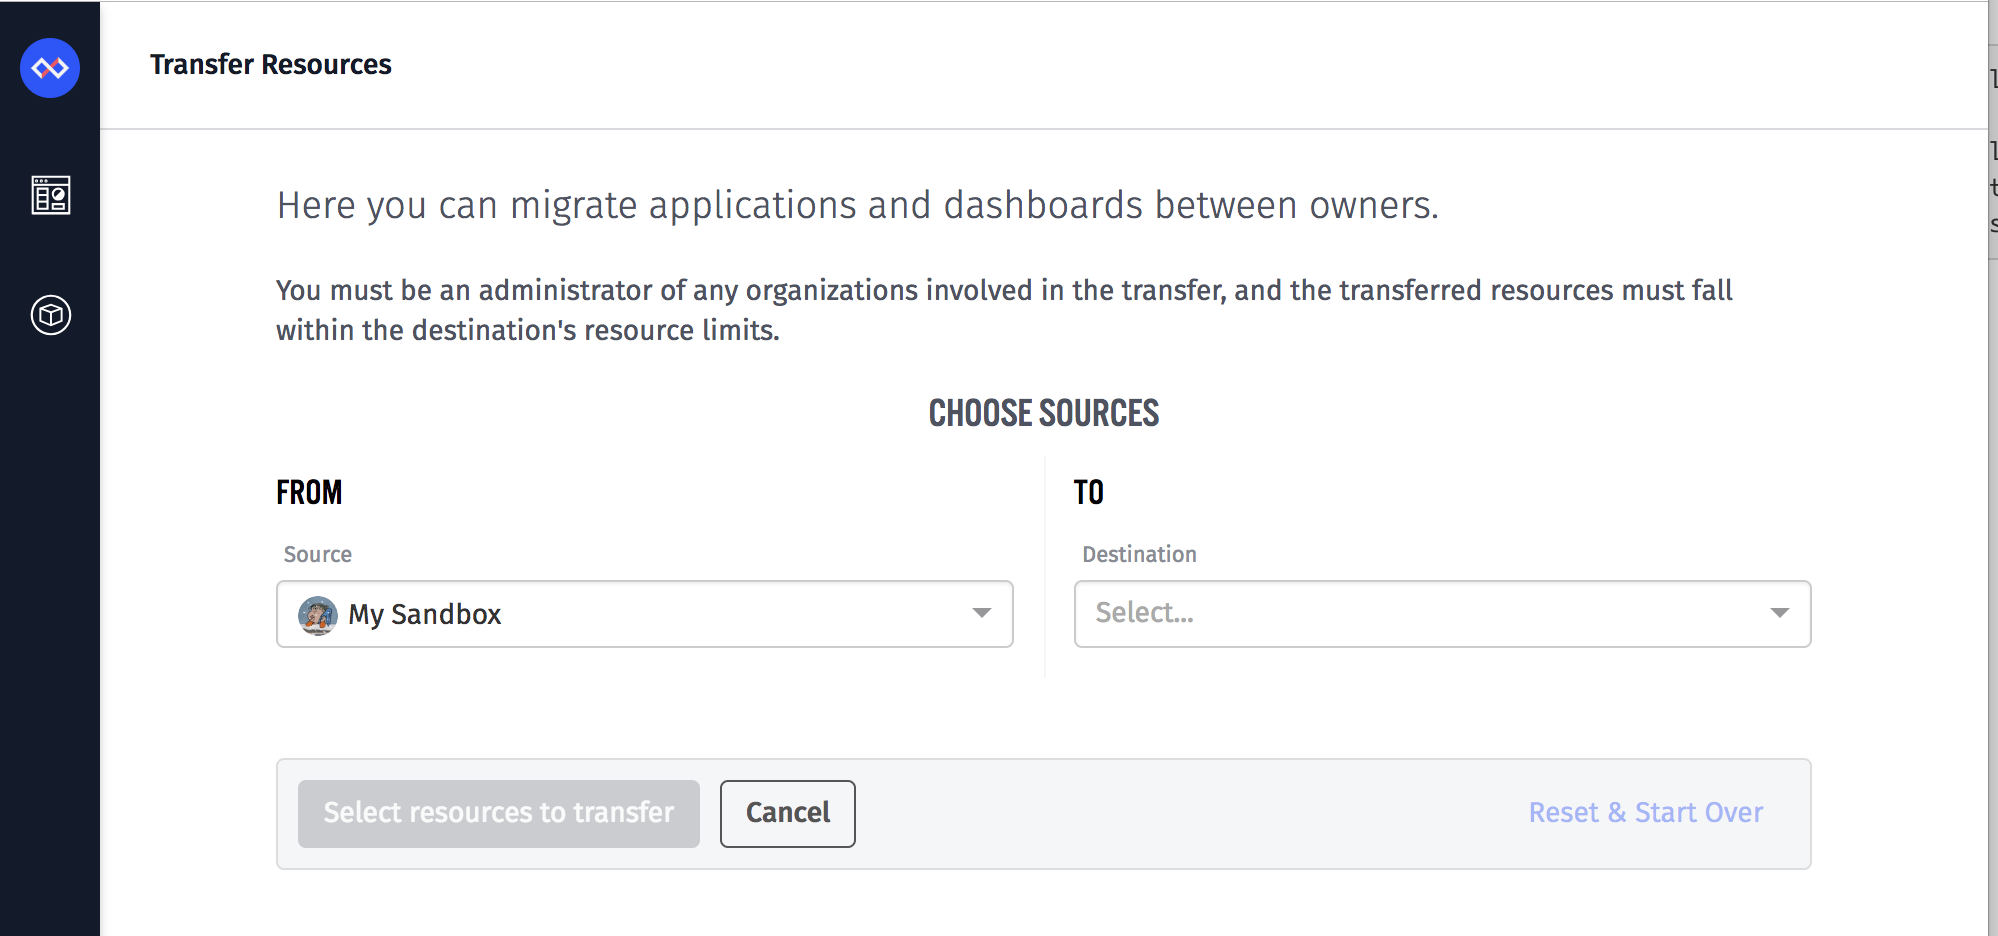 Transfer Resources
Here you can migrate applications and dashboards between owners.
You must be an administrator of any organizations involved in the transfer, and the transferred resources must fall
within the destination's resource limits.
CHOOSE SOURCES
FROM
TO
Source
Destination
My Sandbox
Select...
Select resources to transfer
Cancel
Reset & Start Over